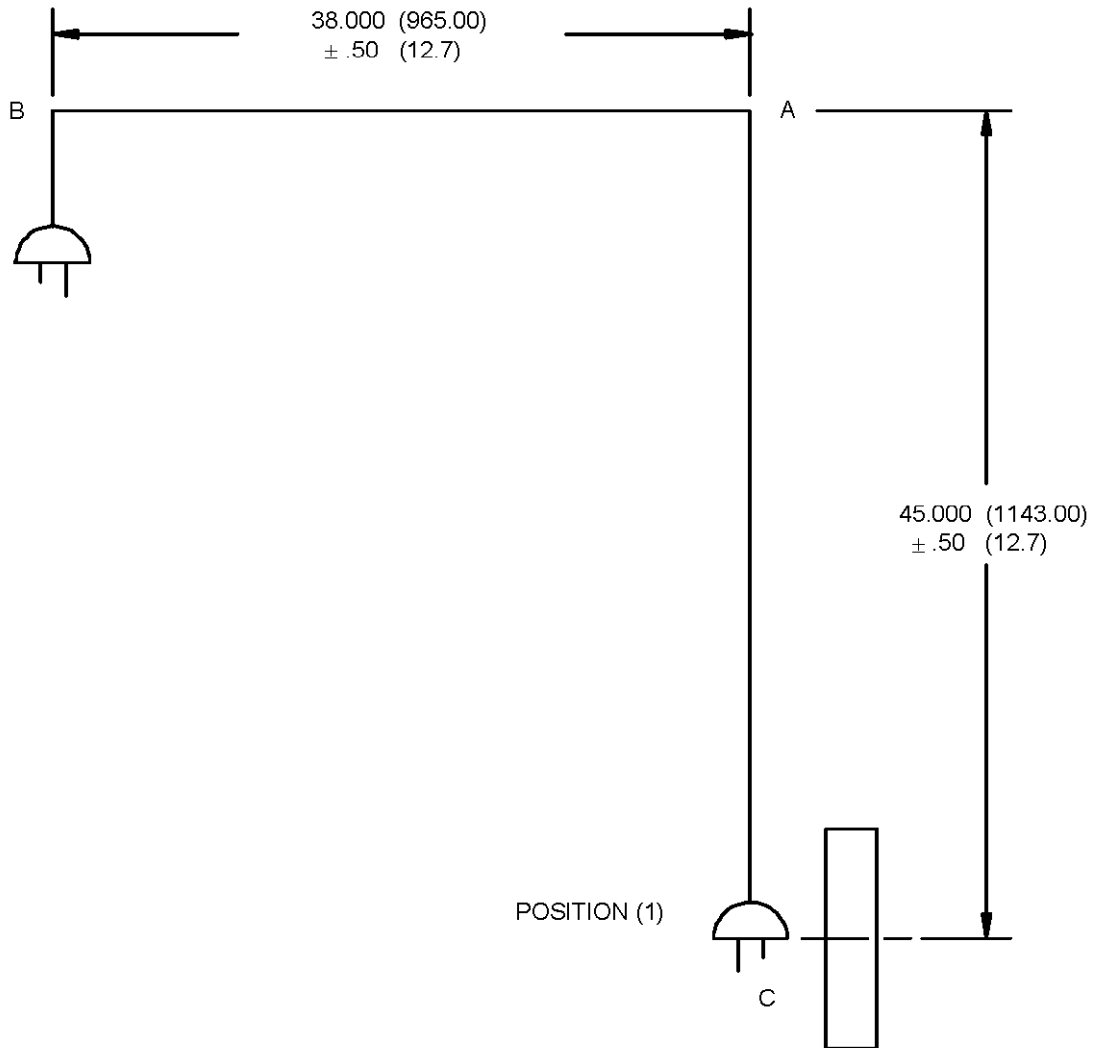 38.000 (965.00)
± .50 (12.7)
B
A
45.000 (1143.00)
± .50 (12.7)
POSITION (1)
C